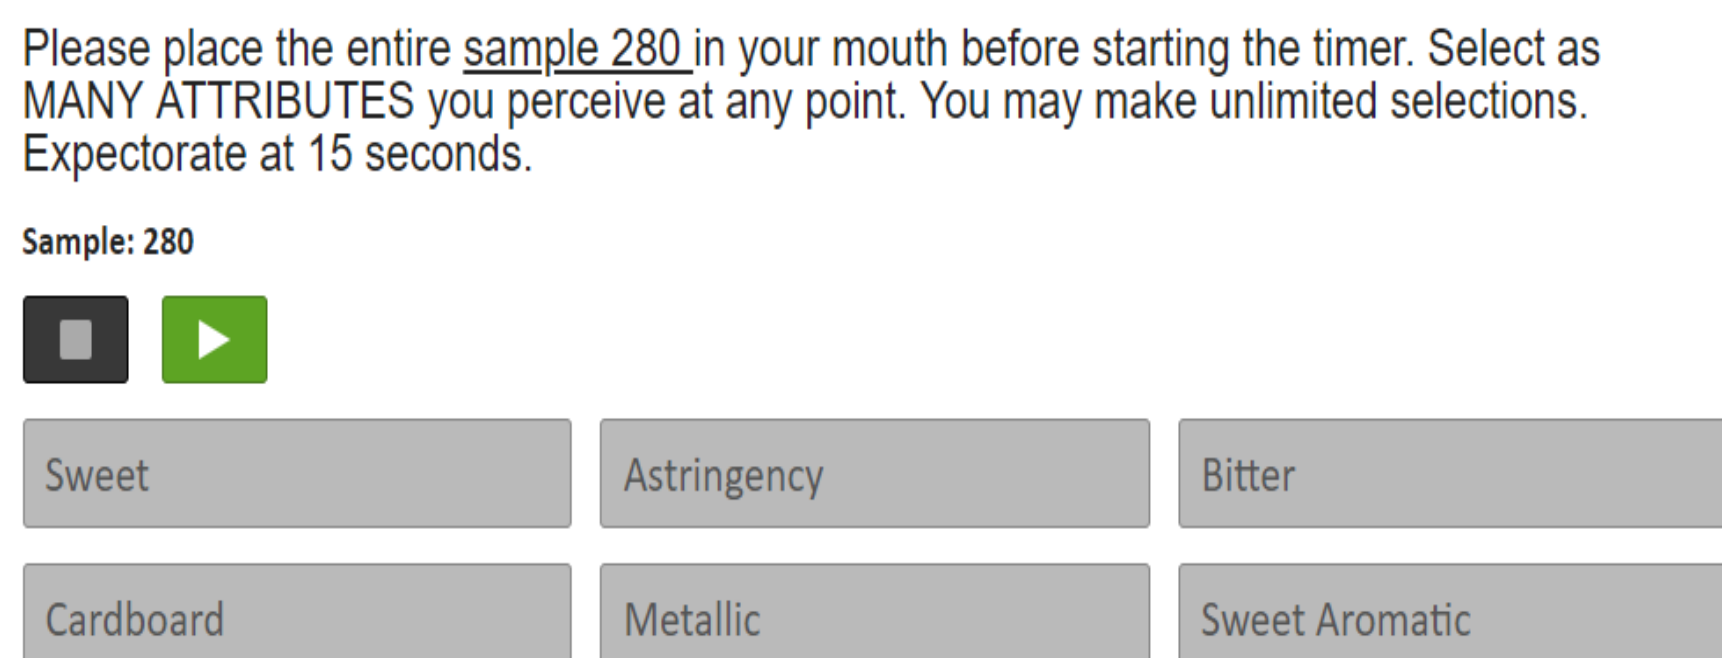 Please place the entire sample 280 in your mouth before starting the timer. Select as
MANY ATTRIBUTES you perceive at any point. You may make unlimited selections.
Expectorate at 15 seconds.
Sample: 280
Sweet
Astringency
Bitter
Cardboard
Metallic
Sweet Aromatic